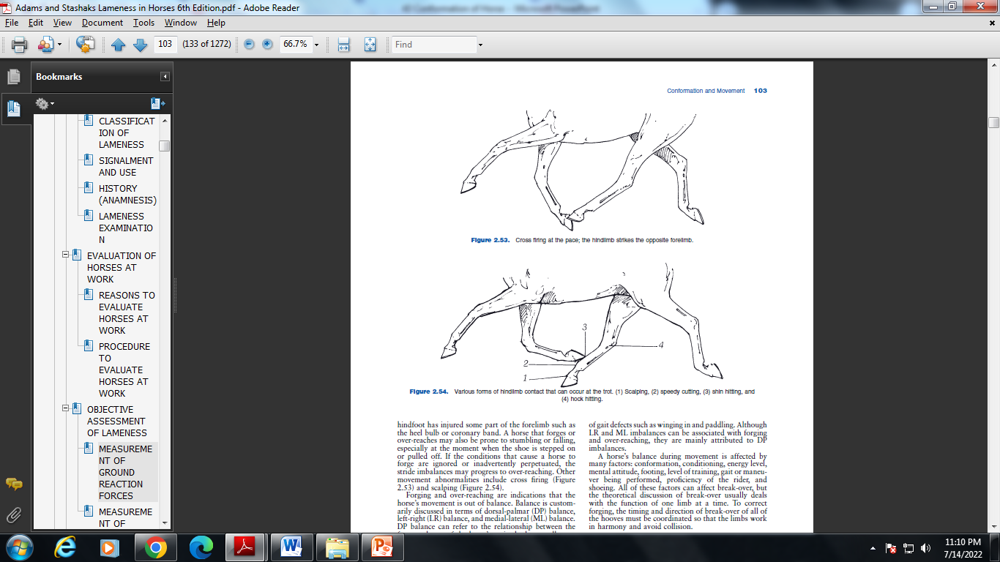 Adams and Stashaks Lameness in Horses 6th Edition.pdf - Adobe Reader
File Edit View Document Tools Window Help
103 (133 of 1272) 66.7% Find
Bookmarks
CLASSIFICAT
ION OF
LAMENESS
SIGNALMENT
AND USE
HISTORY
(ANAMNESIS)
LAMENESS
EXAMINATIO
N
EVALUATION OF
HORSES AT
WORK
REASONS TO
EVALUATE
HORSES AT
WORK
PROCEDURE
TO
EVALUATE
HORSES AT
WORK
OBJECTIVE
ASSESSMENT
OF LAMENESS
MEASUREME
NT OF
GROUND
REACTION
FORCES
MEASUREME
NT OF
Conformation and Movement 103
Figure 2.53. Cross firing at the pace; the hindlimb strikes the opposite forelimb.
3
4
2
1
Figure 2.54. Various forms of hindlimb contact that can occur at the trot. (1) Scalping, (2) speedy cutting, (3) shin hitting, and
(4) hock hitting.
hindfoot has injured some part of the forelimb such as
the heel bulb or coronary band. A horse that forges or
over-reaches may also be prone to stumbling or falling,
especially at the moment when the shoe is stepped on
or pulled off. If the conditions that cause a horse to
forge are ignored or inadvertently perpetuated, the
stride imbalances may progress to over-reaching. Other
movement abnormalities include cross firing (Figure
2.53) and scalping (Figure 2.54).
Forging and over-reaching are indications that the
horse's movement is out of balance. Balance is custom-
arily discussed in terms of dorsal-palmar (DP) balance,
left-right (LR) balance, and medial-lateral (ML) balance.
DP balance can refer to the relationship between the
of gait defects such as winging in and paddling. Although
LR and ML imbalances can be associated with forging
and over-reaching, they are mainly attributed to DP
imbalances.
A horse's balance during movement is affected by
many factors: conformation, conditioning, energy level,
mental attitude, footing, level of training, gait or maneu-
ver being performed, proficiency of the rider, and
shoeing. All of these factors can affect break-over, but
the theoretical discussion of break-over usually deals
with the function of one limb at a time. To correct
forging, the timing and direction of break-over of all of
the hooves must be coordinated so that the limbs work
in harmony and avoid collision.
11:10 PM
7/14/2022